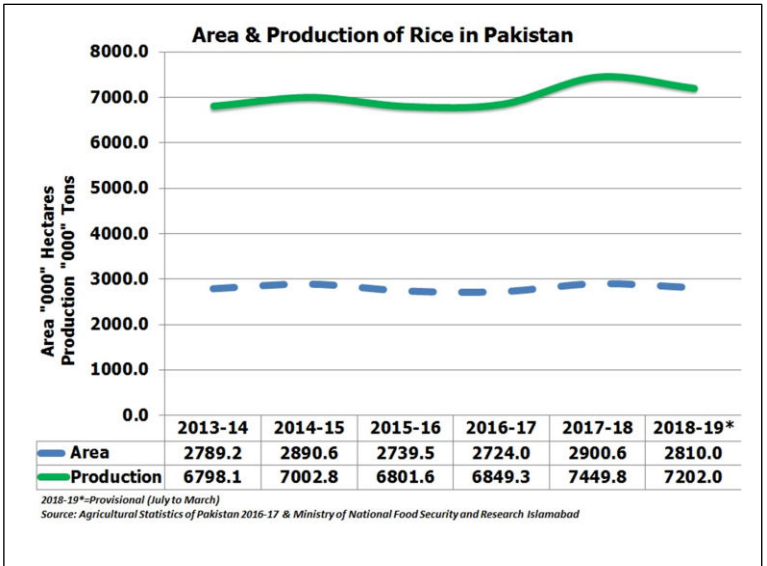 Area & Production of Rice in Pakistan
8000.0
7000.0
6000.0
5000.0
4000.0
3000.0
2000.0
1000.0
0.0
Area "000" Hectares
Production "000" Tons
2013-14 2014-15 2015-16 2016-17 2017-18 2018-19*
Area 2789.2 2890.6 2739.5 2724.0 2900.6 2810.0
Production 6798.1 7002.8 6801.6 6849.3 7449.8 7202.0
2018-19*=Provisional (July to March)
Source: Agricultural Statistics of Pakistan 2016-17 & Ministry of National Food Security and Research Islamabad